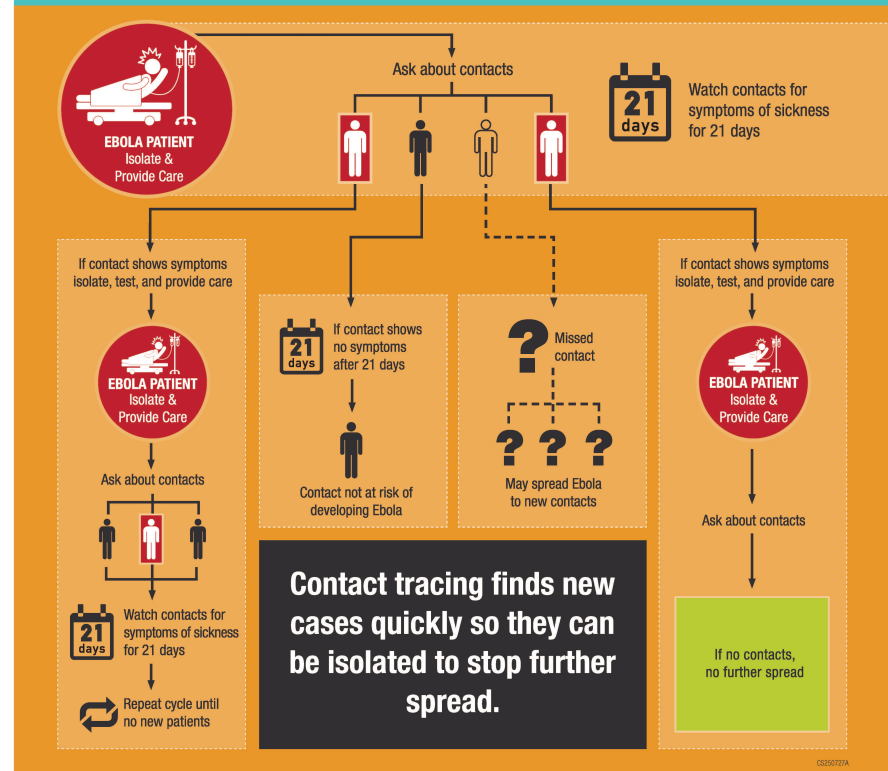 EBOLA PATIENT
Isolate &
Provide Care
Ask about contacts
21
days
Watch contacts for
symptoms of sickness
for 21 days
If contact shows symptoms
isolate, test, and provide care
EBOLA PATIENT
Isolate &
Provide Care
Ask about contacts
21
days
Watch contacts for
symptoms of sickness
for 21 days
Repeat cycle until
no new patients
21
days
If contact shows
no symptoms
after 21 days
Contact not at risk of
developing Ebola
?
Missed
contact
? ? ?
May spread Ebola
to new contacts
If contact shows symptoms
isolate, test, and provide care
EBOLA PATIENT
Isolate &
Provide Care
Ask about contacts
If no contacts,
no further spread
Contact tracing finds new
cases quickly so they can
be isolated to stop further
spread.
CS250727A